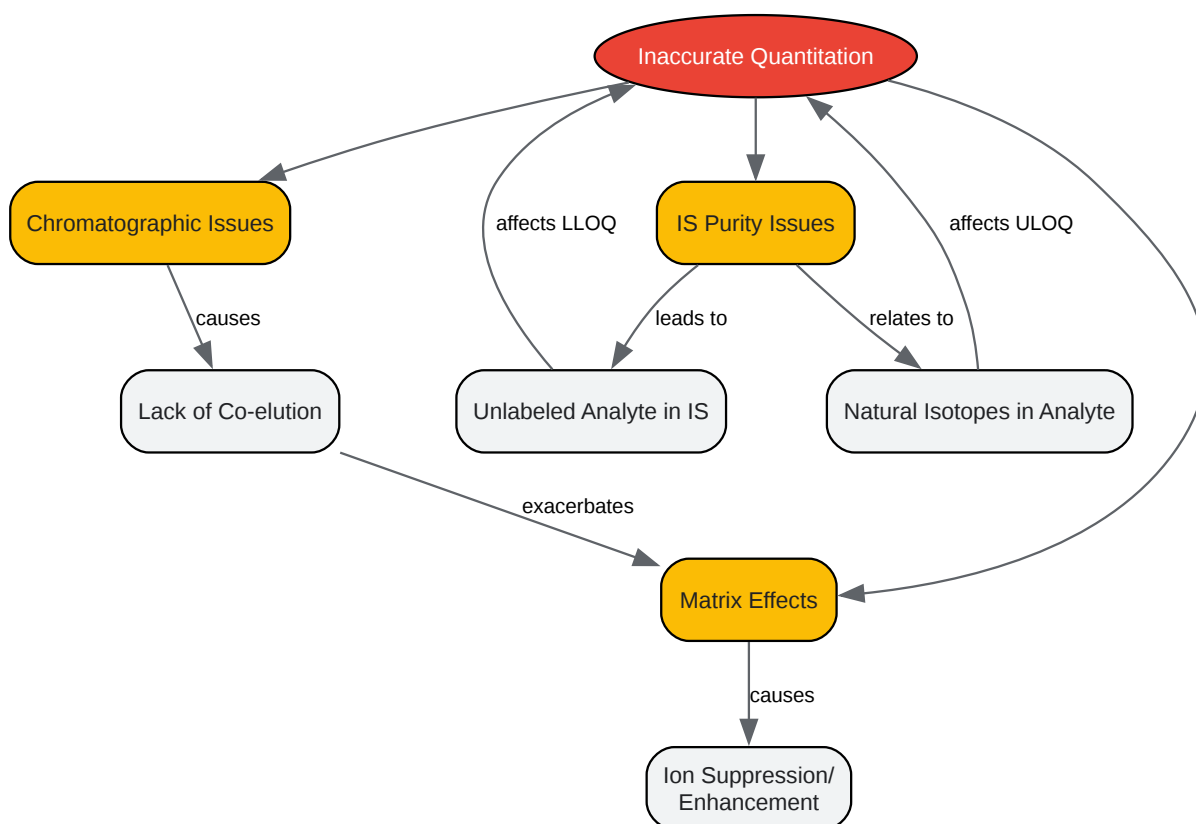 Inaccurate Quantitation
Chromatographic Issues
affects LLOQ
IS Purity Issues
affects ULOQ
causes
leads to
relates to
Lack of Co-elution
Unlabeled Analyte in IS
Natural Isotopes in Analyte
exacerbates
Matrix Effects
causes
Ion Suppression/
Enhancement